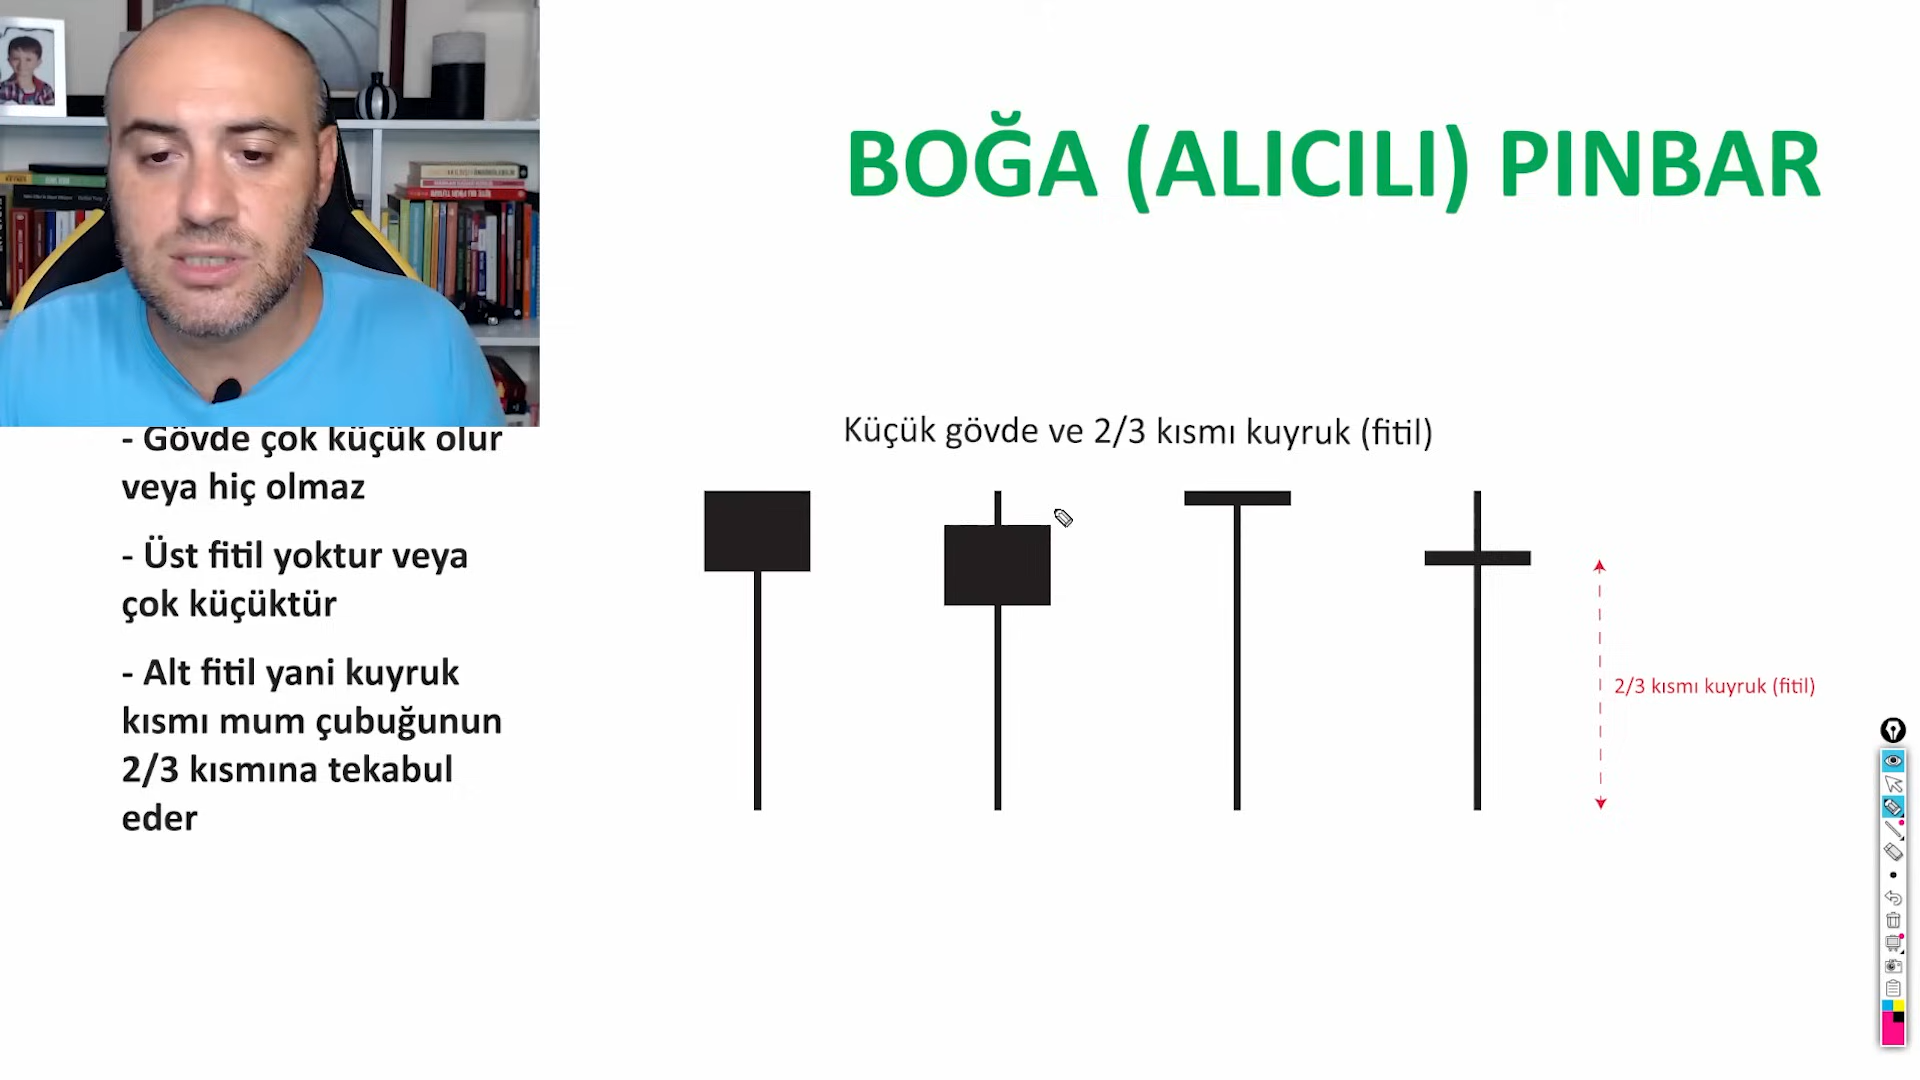 BOĞA (ALICILI) PINBAR
Küçük gövde ve 2/3 kısmı kuyruk (fitil)
- Gövde çok küçük olur
veya hiç olmaz
- Üst fitil yoktur veya
çok küçüktür
- Alt fitil yani kuyruk
kısmı mum çubuğunun
2/3 kısmına tekabul
eder
2/3 kısmı kuyruk (fitil)